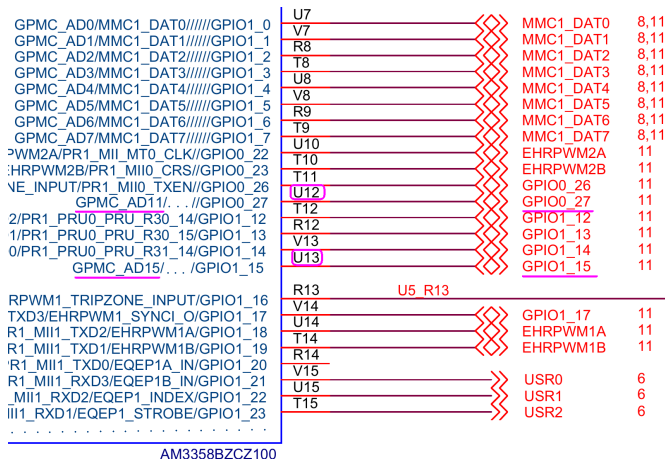 GPMC_AD0/MMC1_DAT0//////GPIO1_0 U7 MMC1_DAT0 8,11
GPMC_AD1/MMC1_DAT1//////GPIO1_1 V7 MMC1_DAT1 8,11
GPMC_AD2/MMC1_DAT2//////GPIO1_2 R8 MMC1_DAT2 8,11
GPMC_AD3/MMC1_DAT3//////GPIO1_3 T8 MMC1_DAT3 8,11
GPMC_AD4/MMC1_DAT4//////GPIO1_4 U8 MMC1_DAT4 8,11
GPMC_AD5/MMC1_DAT5//////GPIO1_5 V8 MMC1_DAT5 8,11
GPMC_AD6/MMC1_DAT6//////GPIO1_6 R9 MMC1_DAT6 8,11
GPMC_AD7/MMC1_DAT7//////GPIO1_7 T9 MMC1_DAT7 8,11
PWM2A/PR1_MII_MT0_CLK//GPIO0_22 U10 EHRPWM2A 11
EHRPWM2B/PR1_MII0_CRS//GPIO0_23 T10 EHRPWM2B 11
NE_INPUT/PR1_MII0_TXEN//GPIO0_26 T11 GPIO0_26 11
GPMC_AD11/. . .//GPIO0_27 U12 GPIO0_27 11
2/PR1_PRU0_PRU_R30_14/GPIO1_12 T12 GPIO1_12 11
1/PR1_PRU0_PRU_R30_15/GPIO1_13 R12 GPIO1_13 11
0/PR1_PRU0_PRU_R31_14/GPIO1_14 V13 GPIO1_14 11
GPMC_AD15/. . . /GPIO1_15 U13 GPIO1_15 11
RPWM1_TRIPZONE_INPUT/GPIO1_16 R13 U5_R13
TXD3/EHRPWM1_SYNCI_O/GPIO1_17 V14 GPIO1_17 11
R1_MII1_TXD2/EHRPWM1A/GPIO1_18 U14 EHRPWM1A 11
R1_MII1_TXD1/EHRPWM1B/GPIO1_19 T14 EHRPWM1B 11
PR1_MII1_TXD0/EQEP1A_IN/GPIO1_20 R14
R1_MII1_RXD3/EQEP1B_IN/GPIO1_21 V15 USR0 6
_MII1_RXD2/EQEP1_INDEX/GPIO1_22 U15 USR1 6
MII1_RXD1/EQEP1_STROBE/GPIO1_23 T15 USR2 6
. . . . . . . . . . . . . . . . . . . .
AM3358BZCZ100